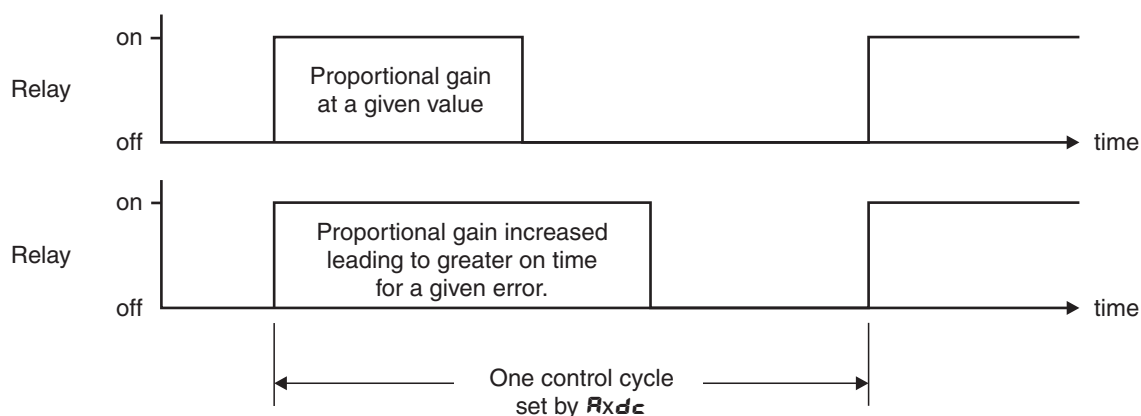 on
Relay
Proportional gain
at a given value
off
time
on
Relay
Proportional gain increased
leading to greater on time
for a given error.
off
time
One control cycle
set by Axdc